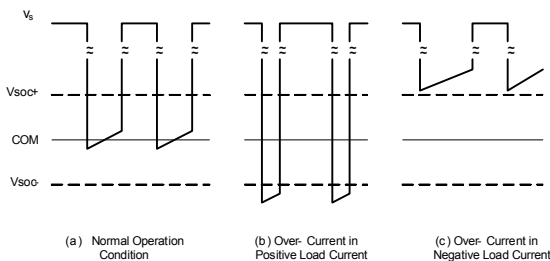 Vs
Vsoc+
COM
Vsoc-
(a) Normal Operation
Condition
(b) Over- Current in
Positive Load Current
(c) Over- Current in
Negative Load Current